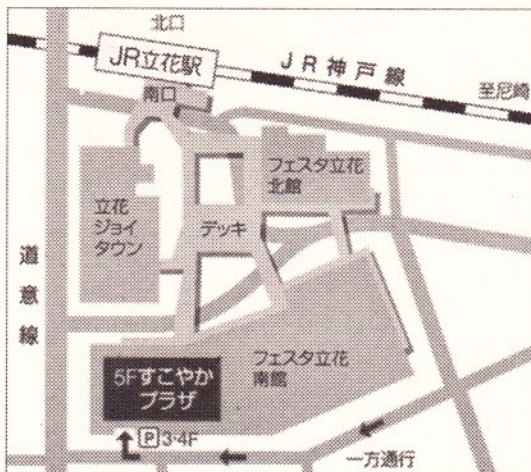 北口
JR立花駅
JR神戸線
至尼崎
南口
フェスタ立花
北館
立花
ジョイ
タウン
デッキ
道意線
フェスタ立花
南館
5Fすこやか
プラザ
P3・4F
一方通行